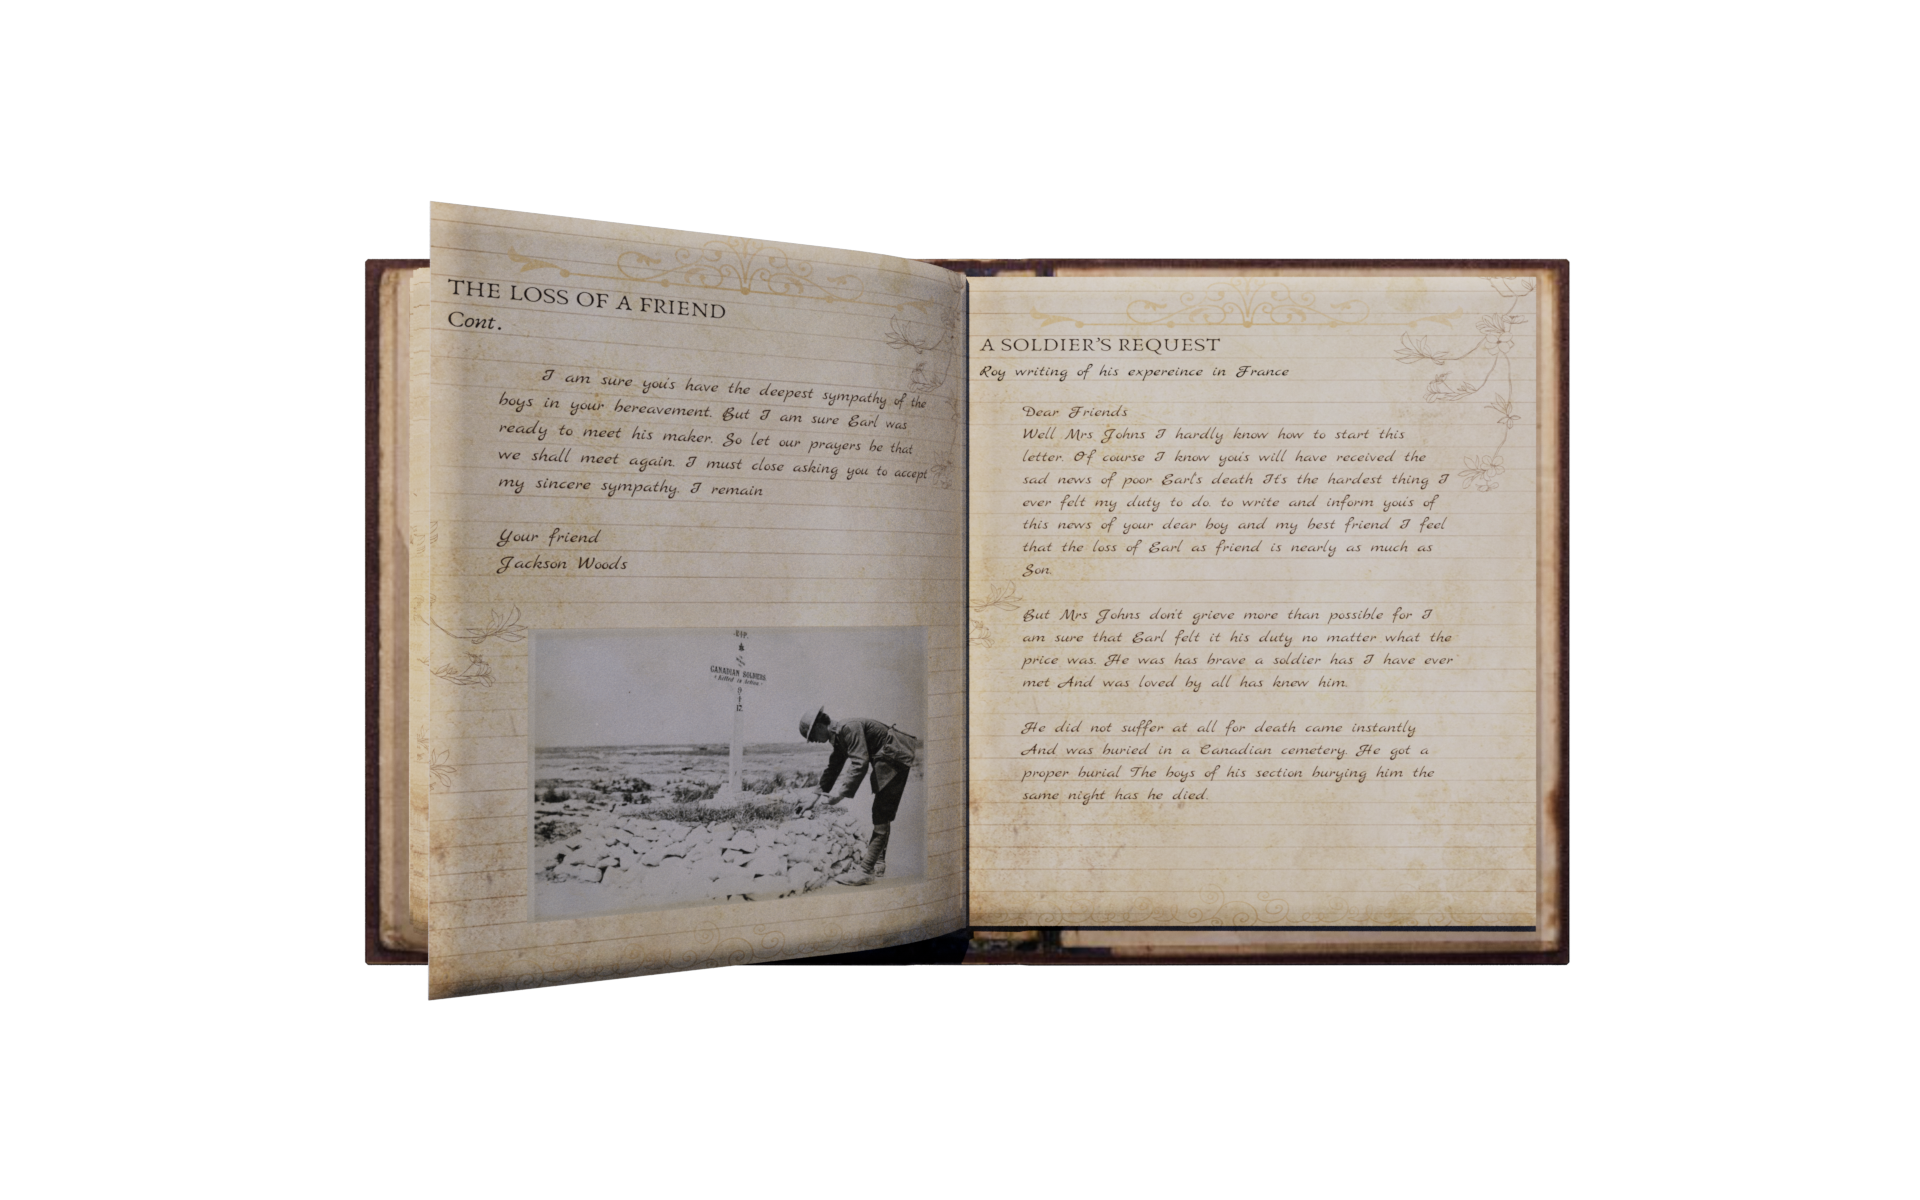 THE LOSS OF A FRIEND
Cont.
I am sure you's have the deepest sympathy of the
boys in your bereavement. But I am sure Earl was
ready to meet his maker. So let our prayers be that
we shall meet again. I must close asking you to accept
my sincere sympathy. I remain
Your friend
Jackson Woods
R.I.P.
CANADIAN SOLDIERS
Killed in Action
9
12
A SOLDIER'S REQUEST
Roy writing of his expereince in France
Dear Friends
Well Mrs Johns I hardly know how to start this
letter. Of course I know you's will have received the
sad news of poor Earl's death It's the hardest thing I
ever felt my duty to do. to write and inform you's of
this news of your dear boy and my best friend I feel
that the loss of Earl as friend is nearly as much as
Son.
But Mrs Johns don't grieve more than possible for I
am sure that Earl felt it his duty no matter what the
price was. He was has brave a soldier has I have ever
met And was loved by all has knew him.
He did not suffer at all for death came instantly
And was buried in a Canadian cemetery. He got a
proper burial The boys of his section burying him the
same night has he died.